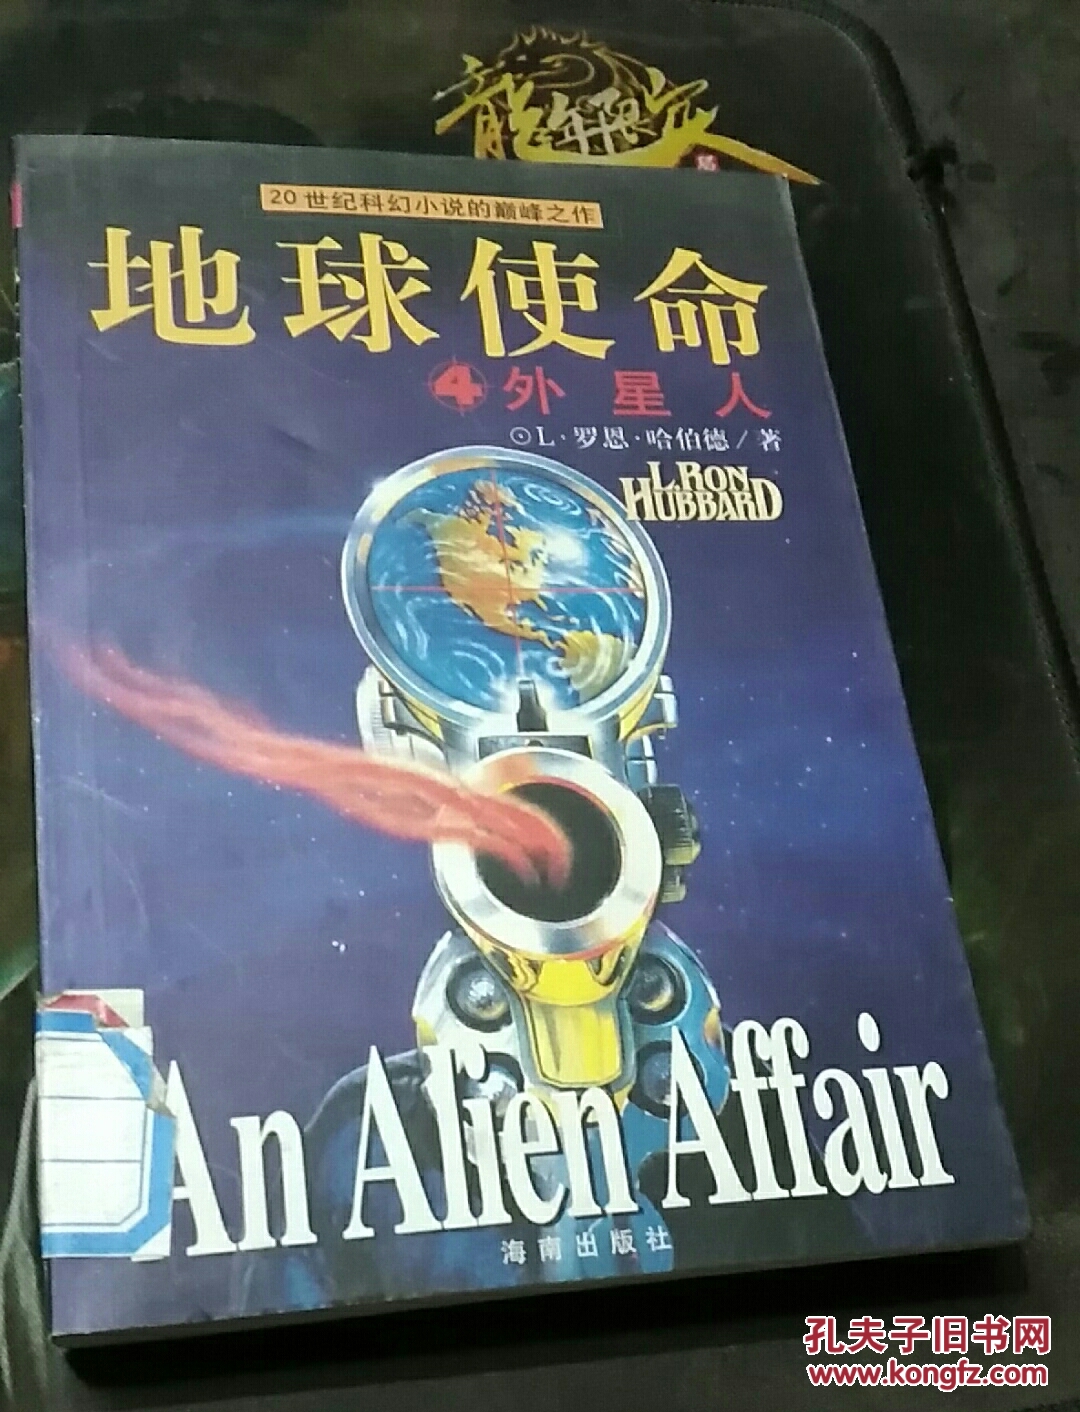 龍年限定
20世纪科幻小说的巅峰之作
地球使命
4外星人
⊙L·罗恩·哈伯德/著
L. RON
HUBBARD
An Alien Affair
海南出版社
孔夫子旧书网
www.kongfz.com